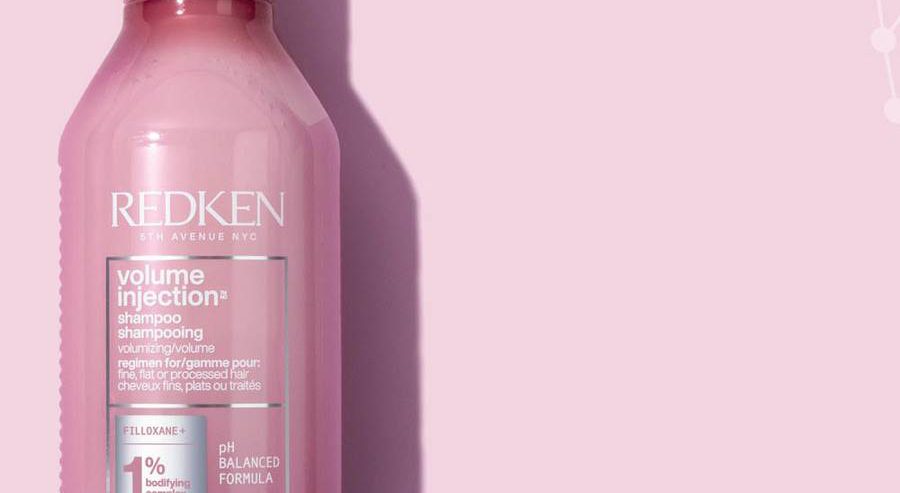 REDKEN
5TH AVENUE NYC
volume
injection
shampoo
shampooing
volumizing/volume
regimen for/gamme pour:
fine, flat or processed hair
cheveux fins, plats ou traités
FILLOXANE+
1%
pH
BALANCED
FORMULA
bodifying
complex